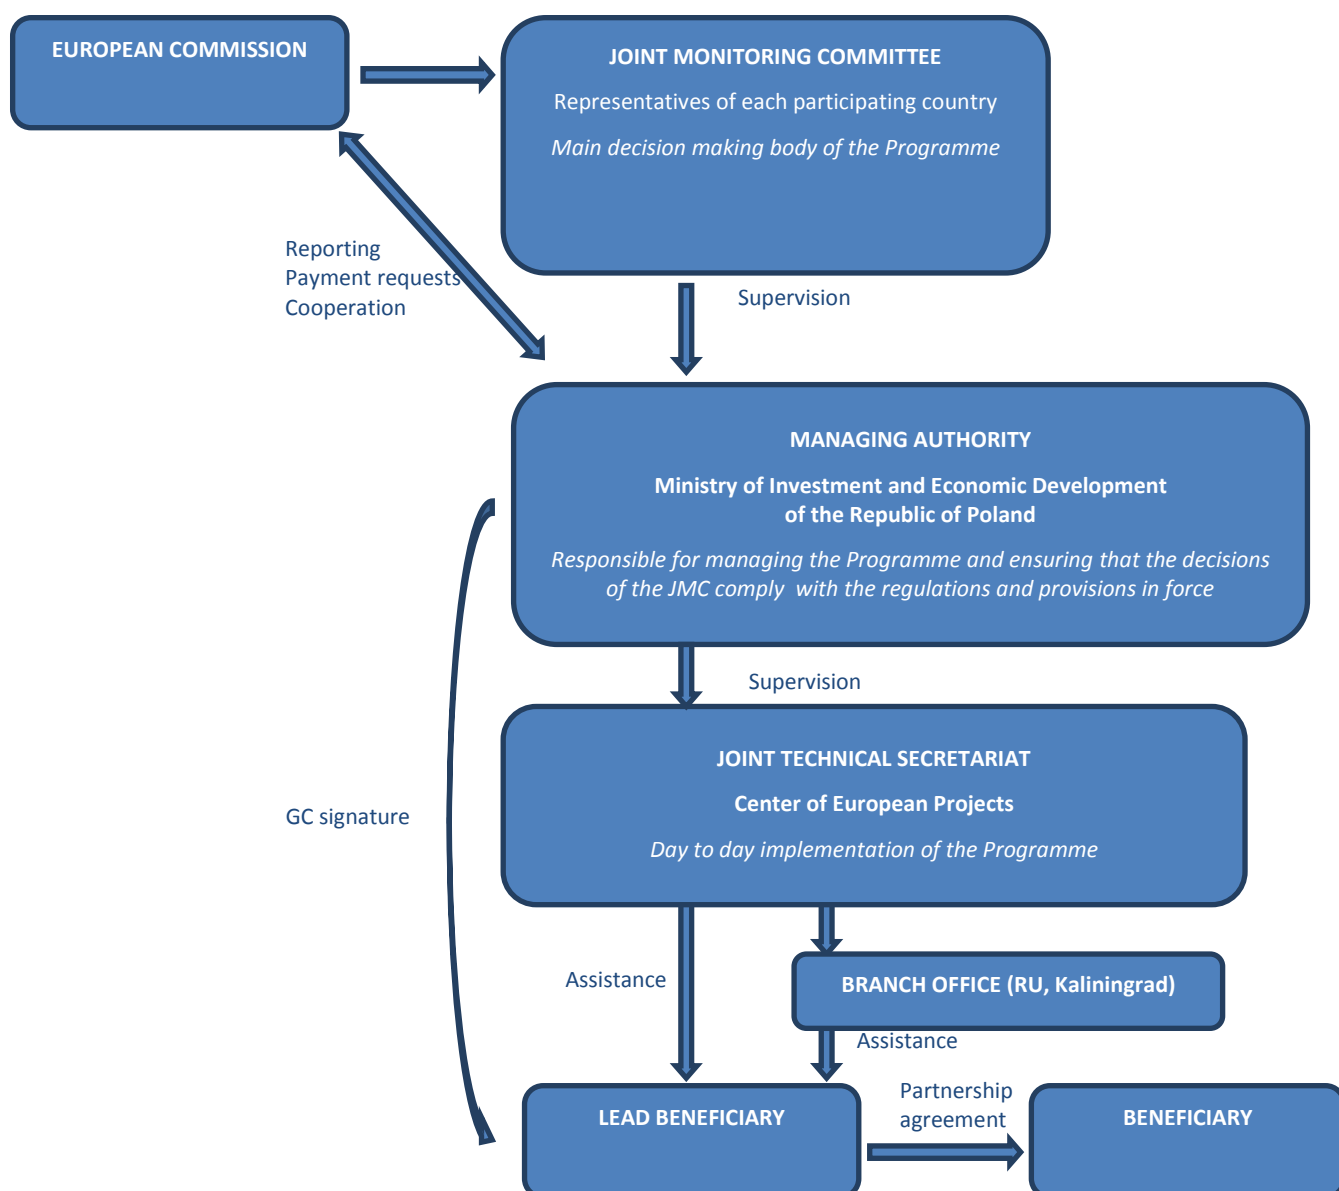 EUROPEAN COMMISSION
JOINT MONITORING COMMITTEE
Representatives of each participating country
Main decision making body of the Programme
Reporting
Payment requests
Cooperation
Supervision
MANAGING AUTHORITY
Ministry of Investment and Economic Development
of the Republic of Poland
Responsible for managing the Programme and ensuring that the decisions
of the JMC comply with the regulations and provisions in force
Supervision
JOINT TECHNICAL SECRETARIAT
Center of European Projects
Day to day implementation of the Programme
GC signature
Assistance
BRANCH OFFICE (RU, Kaliningrad)
Assistance
LEAD BENEFICIARY
Partnership
agreement
BENEFICIARY